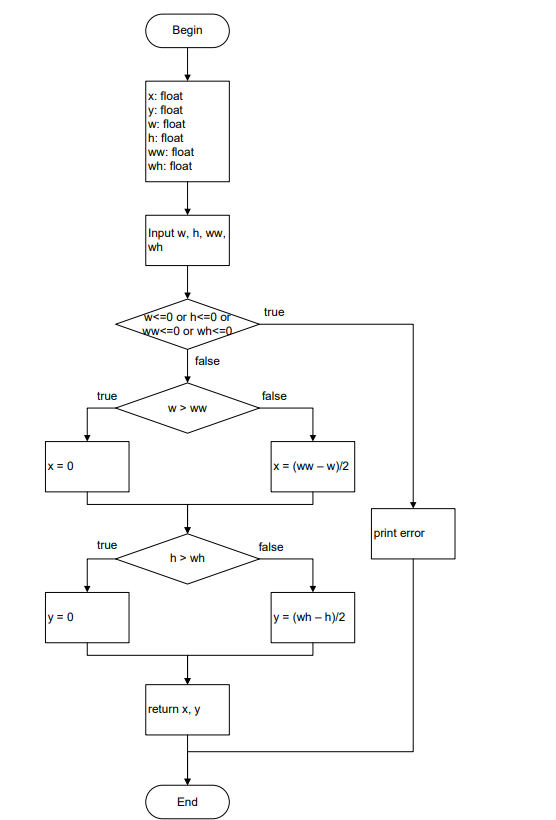 Begin
x: float
y: float
w: float
h: float
ww: float
wh: float
Input w, h, ww,
wh
w<=0 or h<=0 or
ww<=0 or wh<=0
true
false
true
w > ww
false
x = 0
x = (ww – w)/2
print error
true
h > wh
false
y = 0
y = (wh – h)/2
return x, y
End